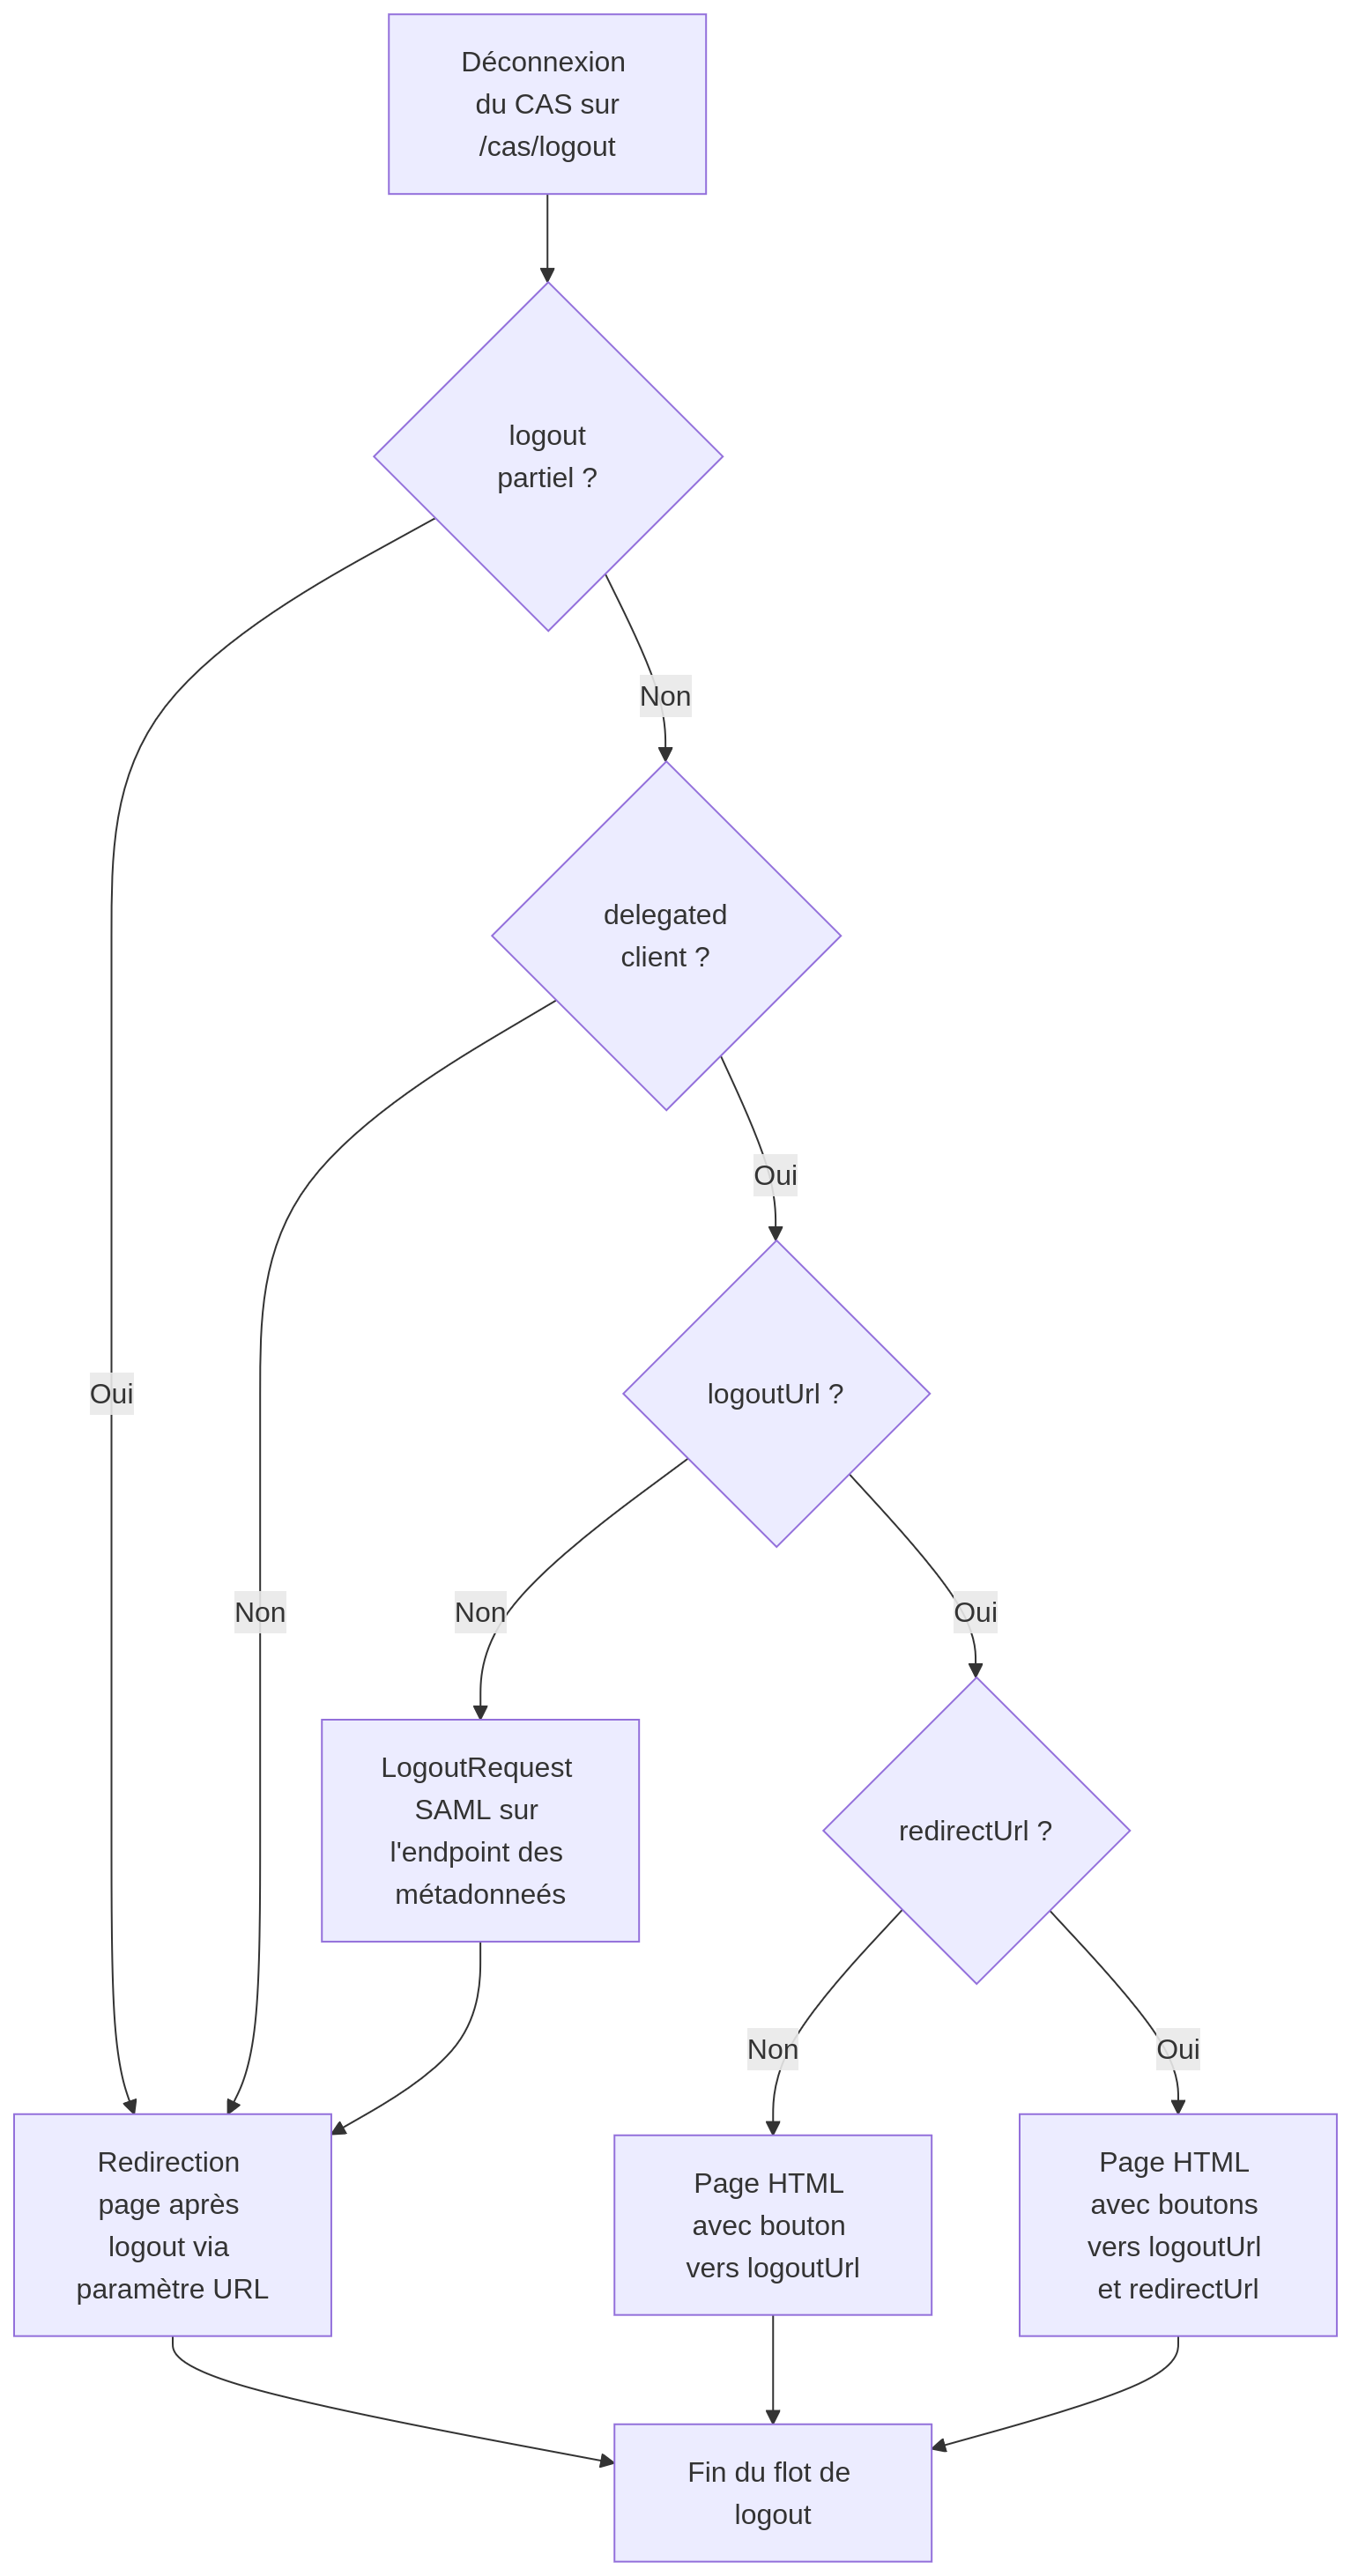 Déconnexion
du CAS sur
/cas/logout
logout
partiel ?
Non
delegated
client ?
Oui
logoutUrl ?
Oui
Non
Non
Oui
LogoutRequest
SAML sur
l'endpoint des
métadonneés
redirectUrl ?
Non
Oui
Redirection
page après
logout via
paramètre URL
Page HTML
avec bouton
vers logoutUrl
Page HTML
avec boutons
vers logoutUrl
et redirectUrl
Fin du flot de
logout